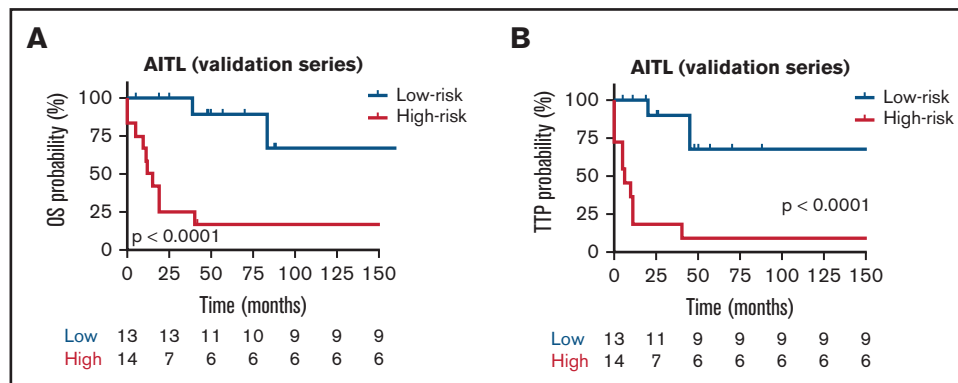 A
AITL (validation series)
OS probability (%)
100
75
50
25
0
Low-risk
High-risk
p < 0.0001
0 25 50 75 100 125 150
Time (months)
Low 13 13 11 10 9 9 9
High 14 7 6 6 6 6 6
B
AITL (validation series)
TTP probability (%)
100
75
50
25
0
Low-risk
High-risk
p < 0.0001
0 25 50 75 100 125 150
Time (months)
Low 13 11 9 9 9 9 9
High 14 7 6 6 6 6 6